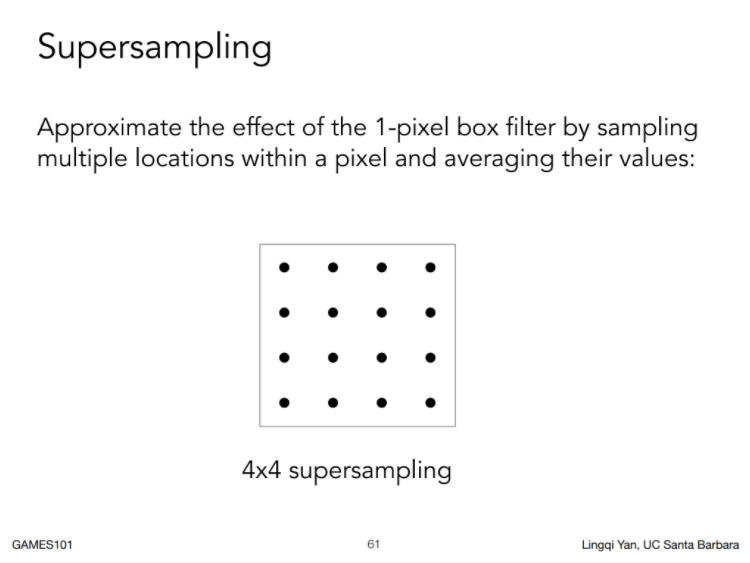 Supersampling
Approximate the effect of the 1-pixel box filter by sampling
multiple locations within a pixel and averaging their values:
4x4 supersampling
GAMES101
61
Lingqi Yan, UC Santa Barbara